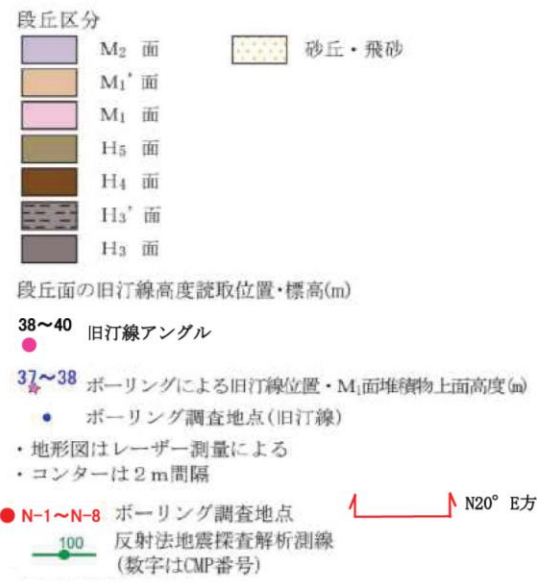 段丘区分
M₂ 面
砂丘・飛砂
M₁’ 面
M₁ 面
H₅ 面
H₄ 面
H₃’ 面
H₃ 面
段丘面の旧汀線高度読取位置・標高(m)
38～40 旧汀線アングル
37～38 ボーリングによる旧汀線位置・M₁面堆積物上面高度(m)
ボーリング調査地点(旧汀線)
・地形図はレーザー測量による
・コンターは２ｍ間隔
N-1～N-8 ボーリング調査地点
N20° E方
100 反射法地震探査解析測線
(数字はCMP番号)